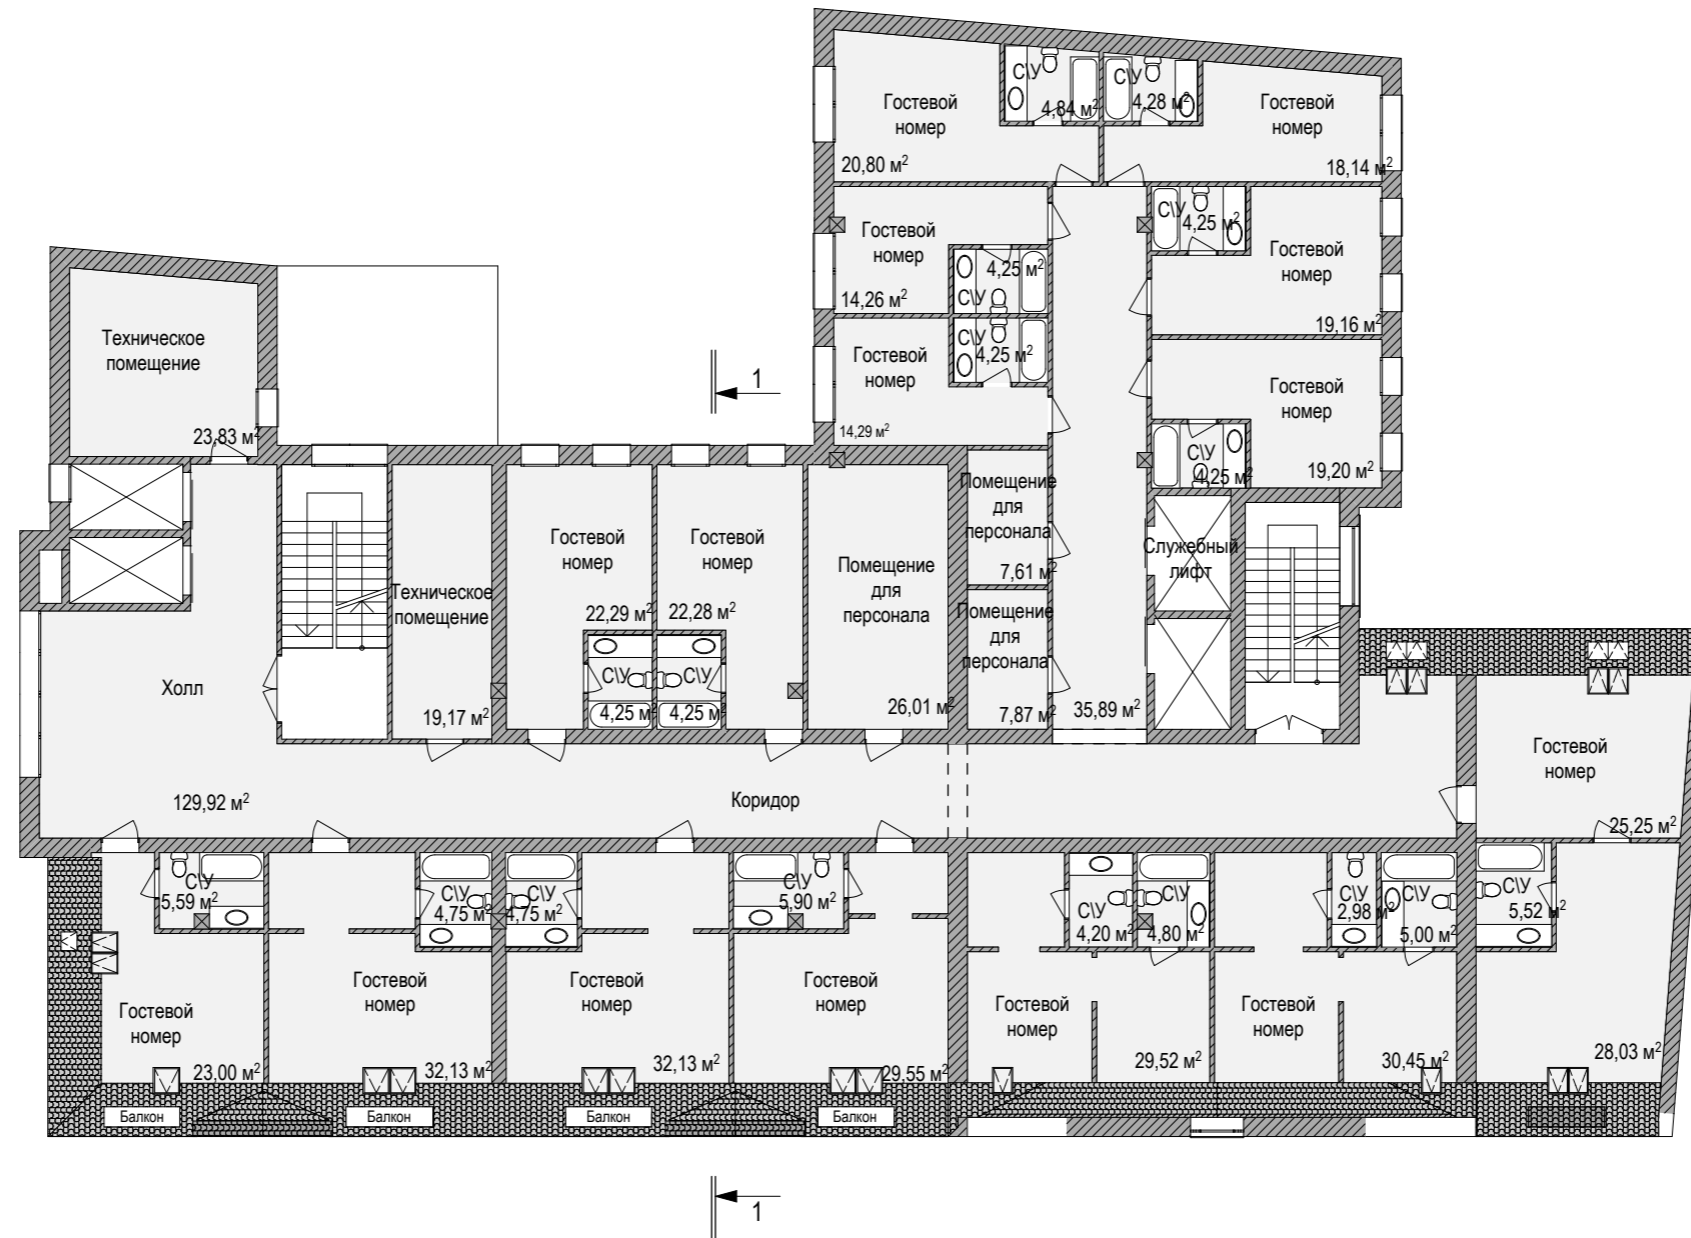 С\У
4,84 м²
С\У
4,28 м²
Гостевой
номер
20,80 м²
Гостевой
номер
18,14 м²
С\У
4,25 м²
Гостевой
номер
14,26 м²
4,25 м²
С\У
Гостевой
номер
19,16 м²
С\У
4,25 м²
Гостевой
номер
14,29 м²
Гостевой
номер
19,20 м²
С\У
4,25 м²
Техническое
помещение
23,83 м²
1
Помещение
для
персонала
7,61 м²
Служебный
лифт
Гостевой
номер
22,29 м²
Гостевой
номер
22,28 м²
Помещение
для
персонала
26,01 м²
Техническое
помещение
19,17 м²
Помещение
для
персонала
7,87 м²
35,89 м²
С\У
4,25 м²
С\У
4,25 м²
Холл
129,92 м²
Коридор
Гостевой
номер
25,25 м²
С\У
5,59 м²
С\У
4,75 м²
С\У
4,75 м²
С\У
5,90 м²
С\У
4,20 м²
С\У
4,80 м²
С\У
2,98 м²
С\У
5,00 м²
С\У
5,52 м²
Гостевой
номер
23,00 м²
Гостевой
номер
32,13 м²
Гостевой
номер
32,13 м²
Гостевой
номер
29,55 м²
Гостевой
номер
29,52 м²
Гостевой
номер
30,45 м²
28,03 м²
Балкон
Балкон
Балкон
Балкон
1